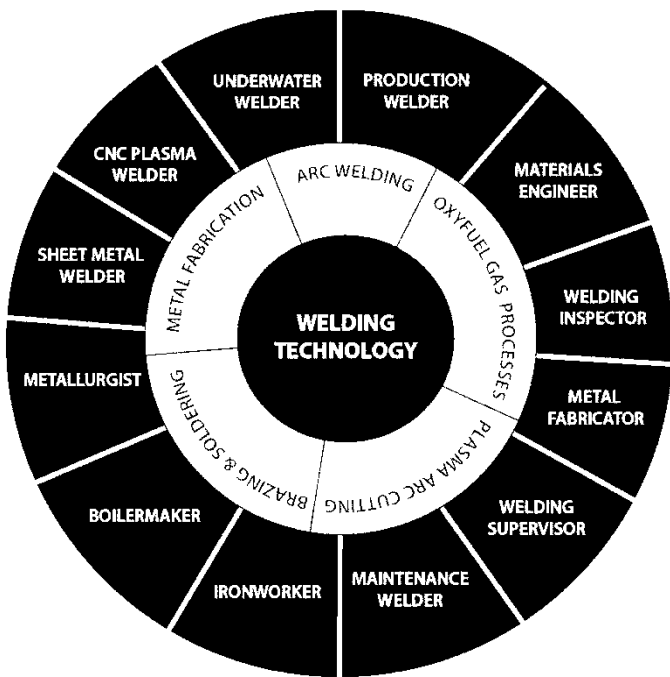 UNDERWATER
WELDER
PRODUCTION
WELDER
MATERIALS
ENGINEER
WELDING
INSPECTOR
METAL
FABRICATOR
WELDING
SUPERVISOR
MAINTENANCE
WELDER
IRONWORKER
BOILERMAKER
METALLURGIST
SHEET METAL
WELDER
CNC PLASMA
WELDER
ARC WELDING
OXYFUEL GAS PROCESSES
PLASMA ARC CUTTING
BRAZING & SOLDERING
METAL FABRICATION
WELDING
TECHNOLOGY